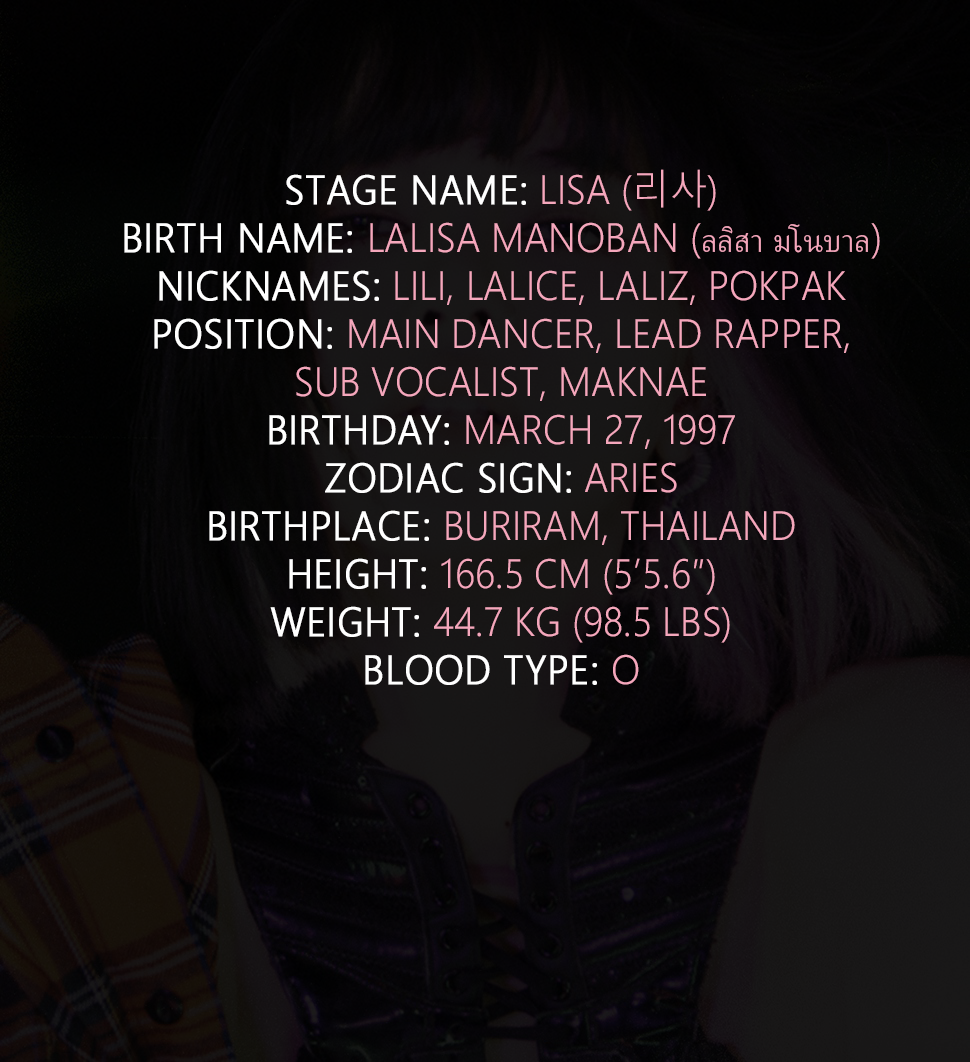 STAGE NAME: LISA (리사)
BIRTH NAME: LALISA MANOBAN (ลลิสา มโนบาล)
NICKNAMES: LILI, LALICE, LALIZ, POKPAK
POSITION: MAIN DANCER, LEAD RAPPER,
SUB VOCALIST, MAKNAE
BIRTHDAY: MARCH 27, 1997
ZODIAC SIGN: ARIES
BIRTHPLACE: BURIRAM, THAILAND
HEIGHT: 166.5 CM (5’5.6”)
WEIGHT: 44.7 KG (98.5 LBS)
BLOOD TYPE: O